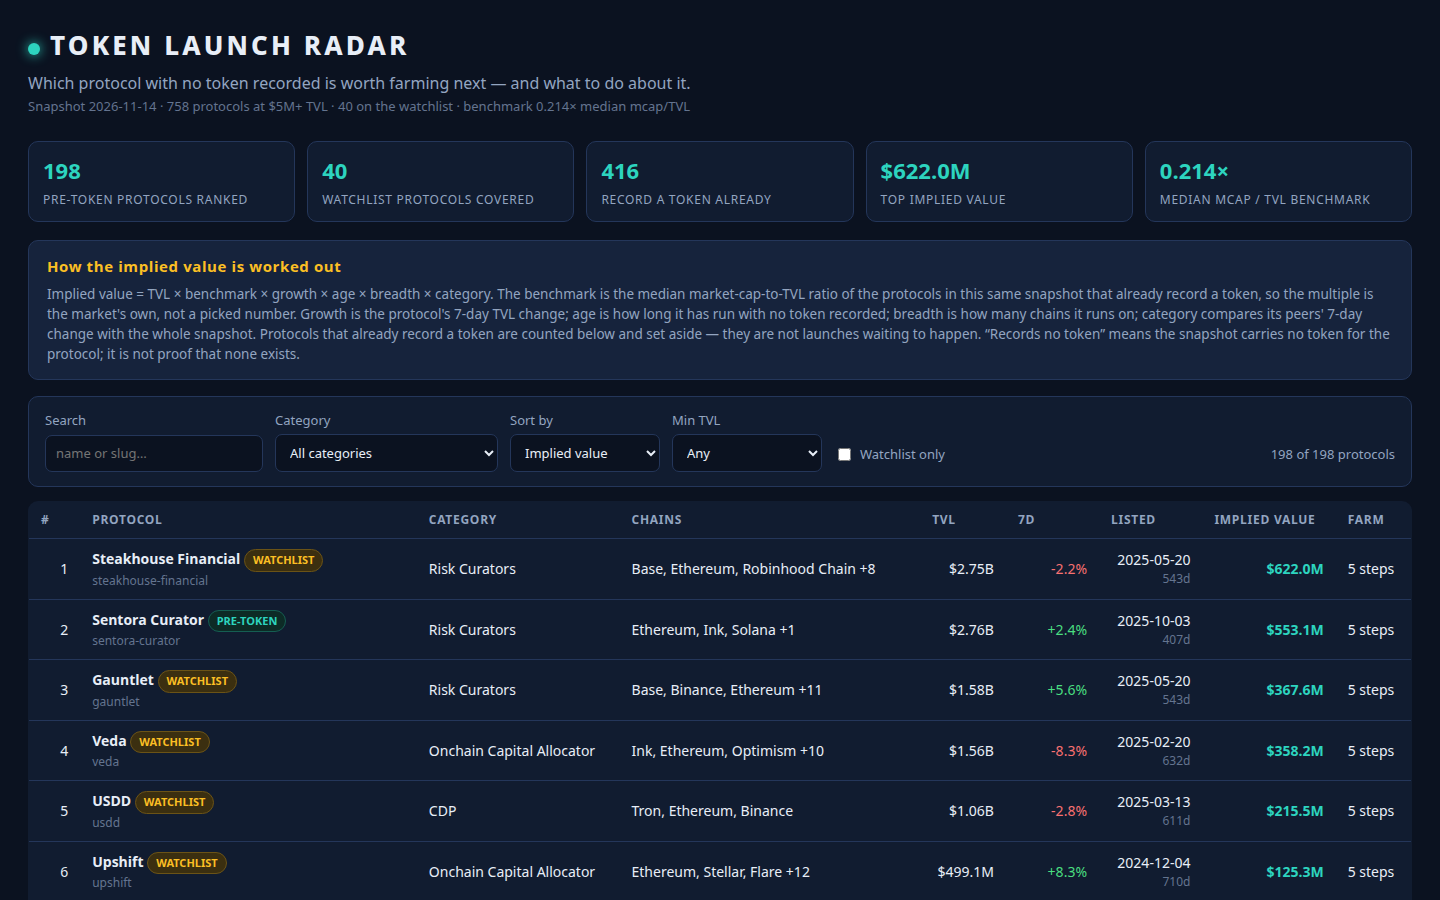 TOKEN LAUNCH RADAR
Which protocol with no token recorded is worth farming next — and what to do about it.
Snapshot 2026-11-14 · 758 protocols at $5M+ TVL · 40 on the watchlist · benchmark 0.214× median mcap/TVL
198 40 416 $622.0M 0.214×
PRE-TOKEN PROTOCOLS RANKED WATCHLIST PROTOCOLS COVERED RECORD A TOKEN ALREADY TOP IMPLIED VALUE MEDIAN MCAP / TVL BENCHMARK
How the implied value is worked out
Implied value = TVL × benchmark × growth × age × breadth × category. The benchmark is the median market-cap-to-TVL ratio of the protocols in this same snapshot that already record a token, so the multiple is
the market's own, not a picked number. Growth is the protocol's 7-day TVL change; age is how long it has run with no token recorded; breadth is how many chains it runs on; category compares its peers' 7-day
change with the whole snapshot. Protocols that already record a token are counted below and set aside — they are not launches waiting to happen. “Records no token” means the snapshot carries no token for the
protocol; it is not proof that none exists.
Search Category Sort by Min TVL
name or slug... All categories Implied value Any Watchlist only 198 of 198 protocols
# PROTOCOL CATEGORY CHAINS TVL 7D LISTED IMPLIED VALUE FARM
1 Steakhouse Financial WATCHLIST Risk Curators Base, Ethereum, Robinhood Chain +8 $2.75B -2.2% 2025-05-20 $622.0M 5 steps
steakhouse-financial 543d
2 Sentora Curator PRE-TOKEN Risk Curators Ethereum, Ink, Solana +1 $2.76B +2.4% 2025-10-03 $553.1M 5 steps
sentora-curator 407d
3 Gauntlet WATCHLIST Risk Curators Base, Binance, Ethereum +11 $1.58B +5.6% 2025-05-20 $367.6M 5 steps
gauntlet 543d
4 Veda WATCHLIST Onchain Capital Allocator Ink, Ethereum, Optimism +10 $1.56B -8.3% 2025-02-20 $358.2M 5 steps
veda 632d
5 USDD WATCHLIST CDP Tron, Ethereum, Binance $1.06B -2.8% 2025-03-13 $215.5M 5 steps
usdd 611d
6 Upshift WATCHLIST Onchain Capital Allocator Ethereum, Stellar, Flare +12 $499.1M +8.3% 2024-12-04 $125.3M 5 steps
upshift 710d